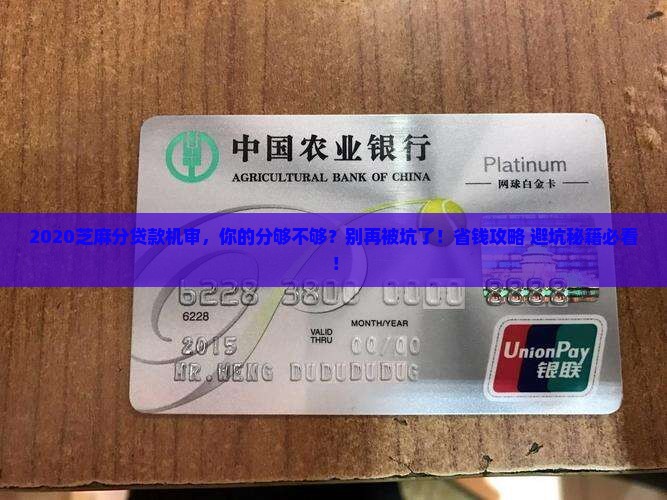 中国农业银行
AGRICULTURAL BANK OF CHINA
Platinum
网球白金卡
2020芝麻分贷款机审，你的分够不够？别再被坑了！省钱攻略 避坑秘籍必看
！
6228 3800 0000 8888
6228
VALID THRU
MONTH/YEAR
2015
00/00
MR.WENG DUDUDUDUG
UnionPay
银联